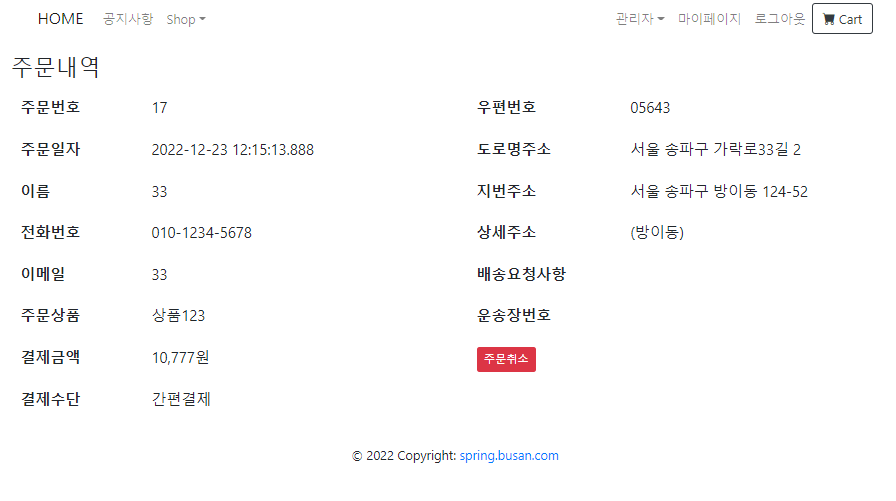 HOME 공지사항 Shop 관리자 마이페이지 로그아웃 Cart
주문내역
주문번호 17 우편번호 05643
주문일자 2022-12-23 12:15:13.888 도로명주소 서울 송파구 가락로33길 2
이름 33 지번주소 서울 송파구 방이동 124-52
전화번호 010-1234-5678 상세주소 (방이동)
이메일 33 배송요청사항
주문상품 상품123 운송장번호
결제금액 10,777원 주문취소
결제수단 간편결제
© 2022 Copyright: spring.busan.com